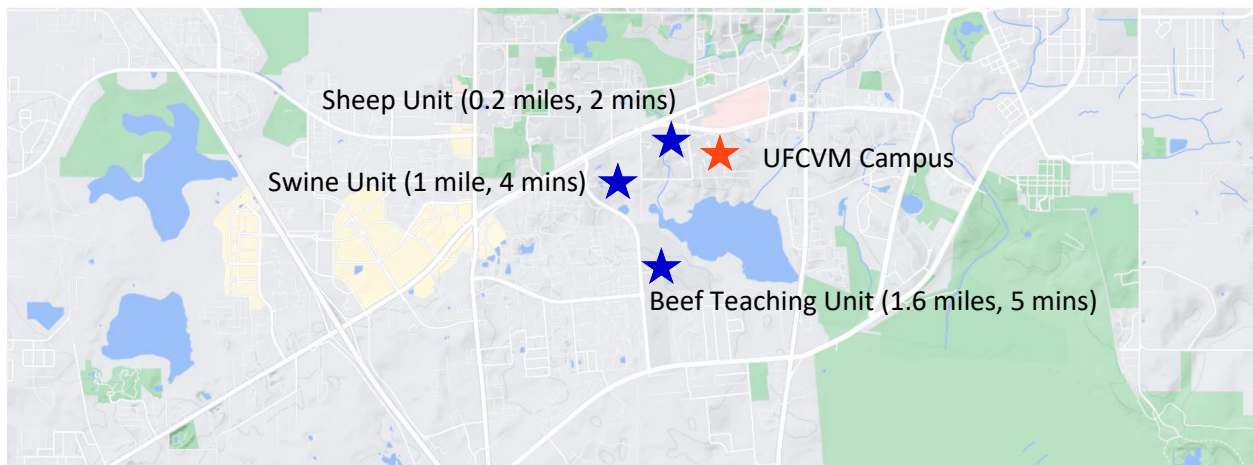 Sheep Unit (0.2 miles, 2 mins)
UFCVM Campus
Swine Unit (1 mile, 4 mins)
Beef Teaching Unit (1.6 miles, 5 mins)